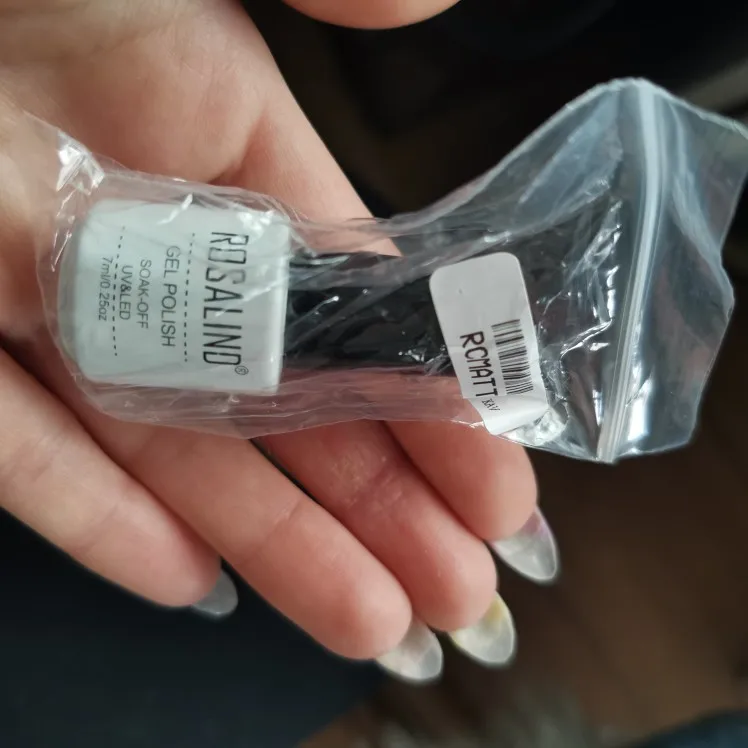 ROSALIND®
GEL POLISH
SOAK-OFF
UV&LED
7ml/0.25oz
RCMATT